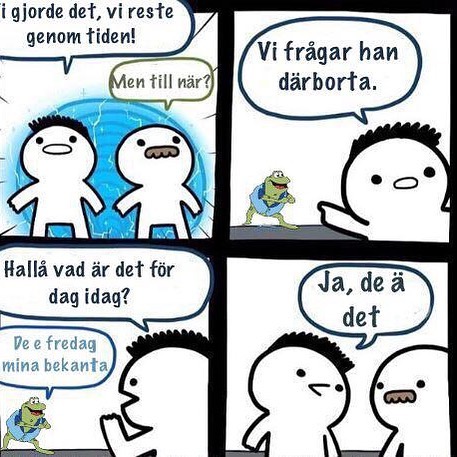 i gjorde det, vi reste
genom tiden!
Men till när?
Vi frågar han
därborta.
Hallå vad är det för
dag idag?
De e fredag
mina bekanta
Ja, de ä
det